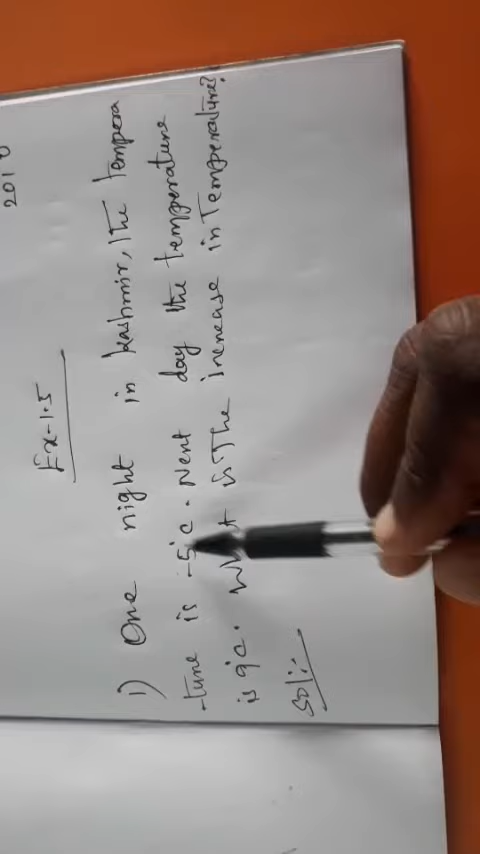 2010
Ex-1.5
1) One night in kashmir, the tempera
-ture is -5°c. Next day the temperature
is 9°c. What is The increase in Temperature?
Sol:-